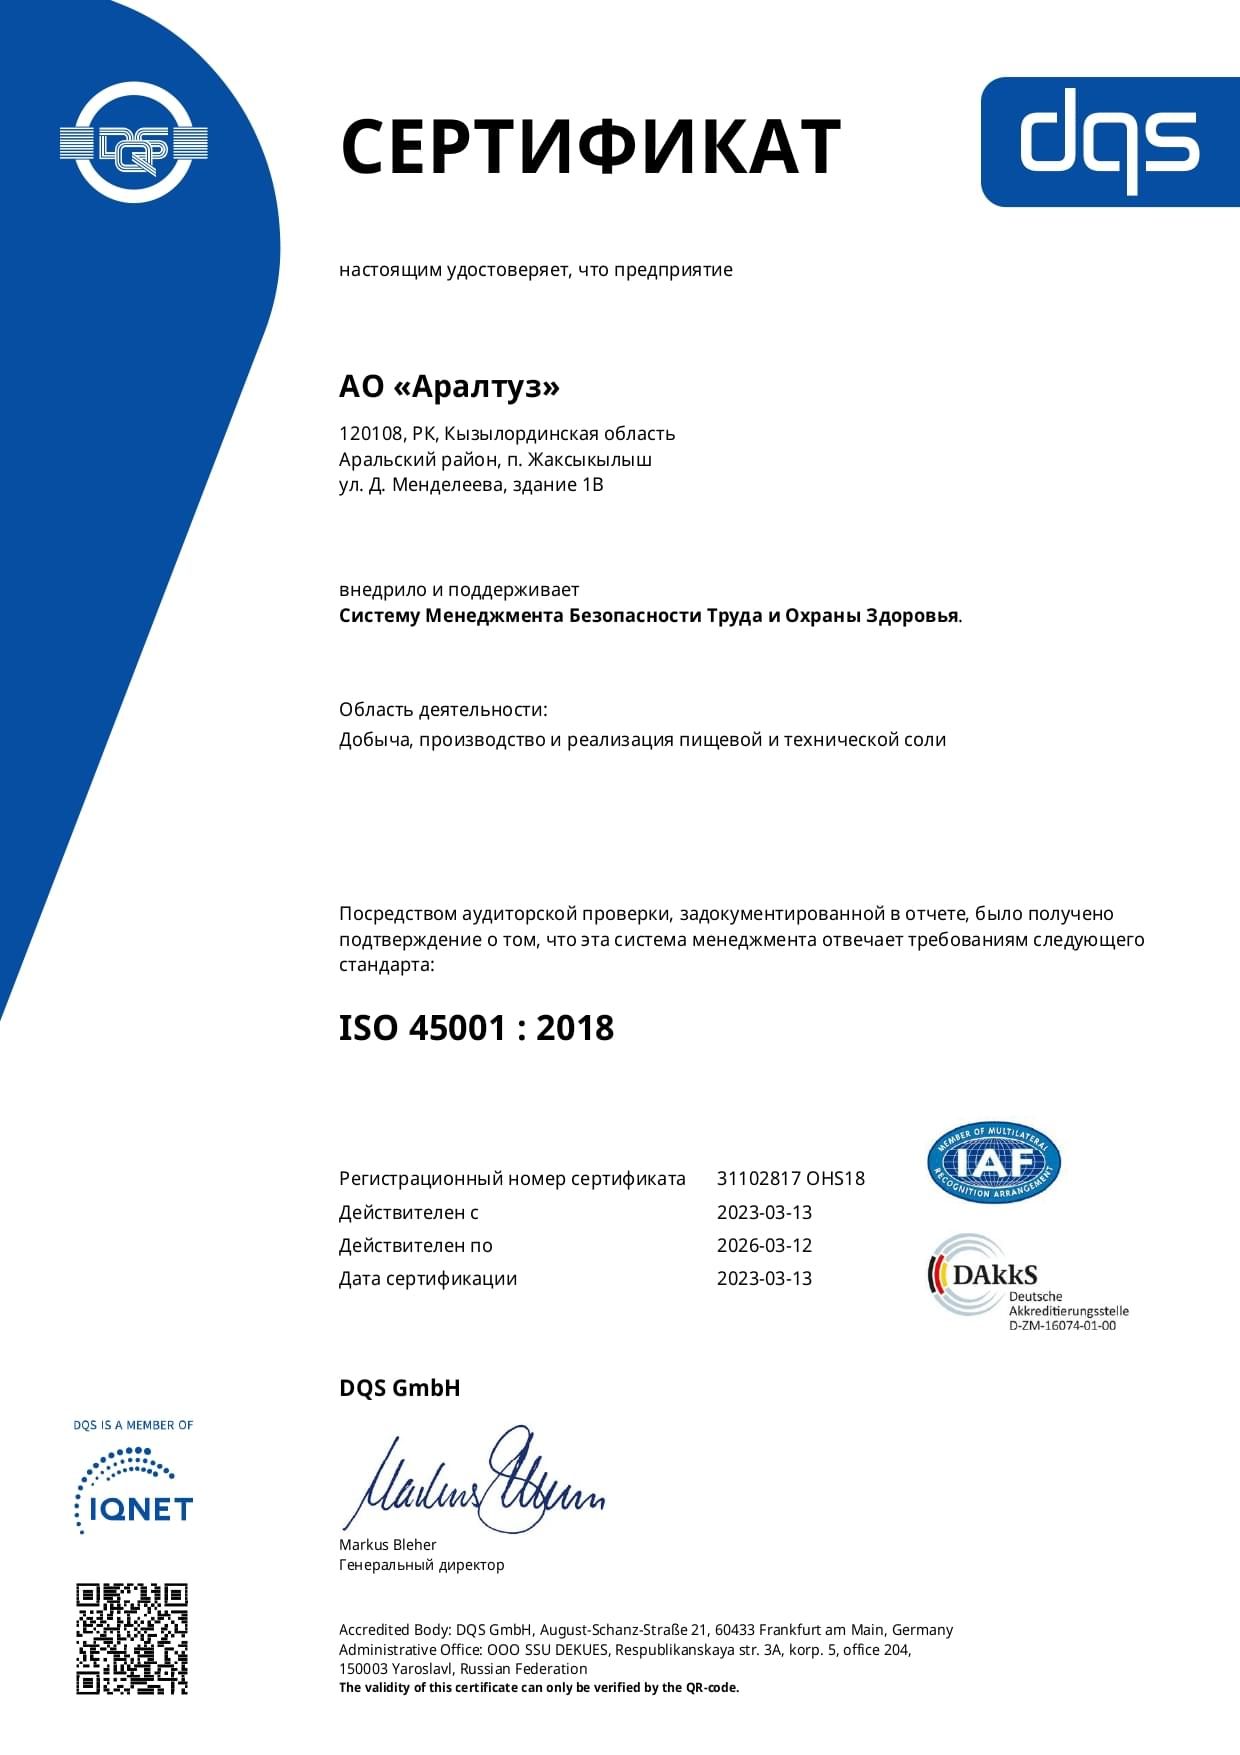 DQS
СЕРТИФИКАТ
dqs
настоящим удостоверяет, что предприятие
АО «Аралтуз»
120108, РК, Кызылординская область
Аральский район, п. Жаксыкылыш
ул. Д. Менделеева, здание 1В
внедрило и поддерживает
Систему Менеджмента Безопасности Труда и Охраны Здоровья.
Область деятельности:
Добыча, производство и реализация пищевой и технической соли
Посредством аудиторской проверки, задокументированной в отчете, было получено
подтверждение о том, что эта система менеджмента отвечает требованиям следующего
стандарта:
ISO 45001 : 2018
Регистрационный номер сертификата 31102817 OHS18
Действителен с 2023-03-13
Действителен по 2026-03-12
Дата сертификации 2023-03-13
MEMBER OF MULTILATERAL
IAF
RECOGNITION ARRANGEMENT
DAkkS
Deutsche
Akkreditierungsstelle
D-ZM-16074-01-00
DQS GmbH
Markus Bleher
Генеральный директор
DQS IS A MEMBER OF
IQNET
Accredited Body: DQS GmbH, August-Schanz-Straße 21, 60433 Frankfurt am Main, Germany
Administrative Office: OOO SSU DEKUES, Respublikanskaya str. 3A, korp. 5, office 204,
150003 Yaroslavl, Russian Federation
The validity of this certificate can only be verified by the QR-code.